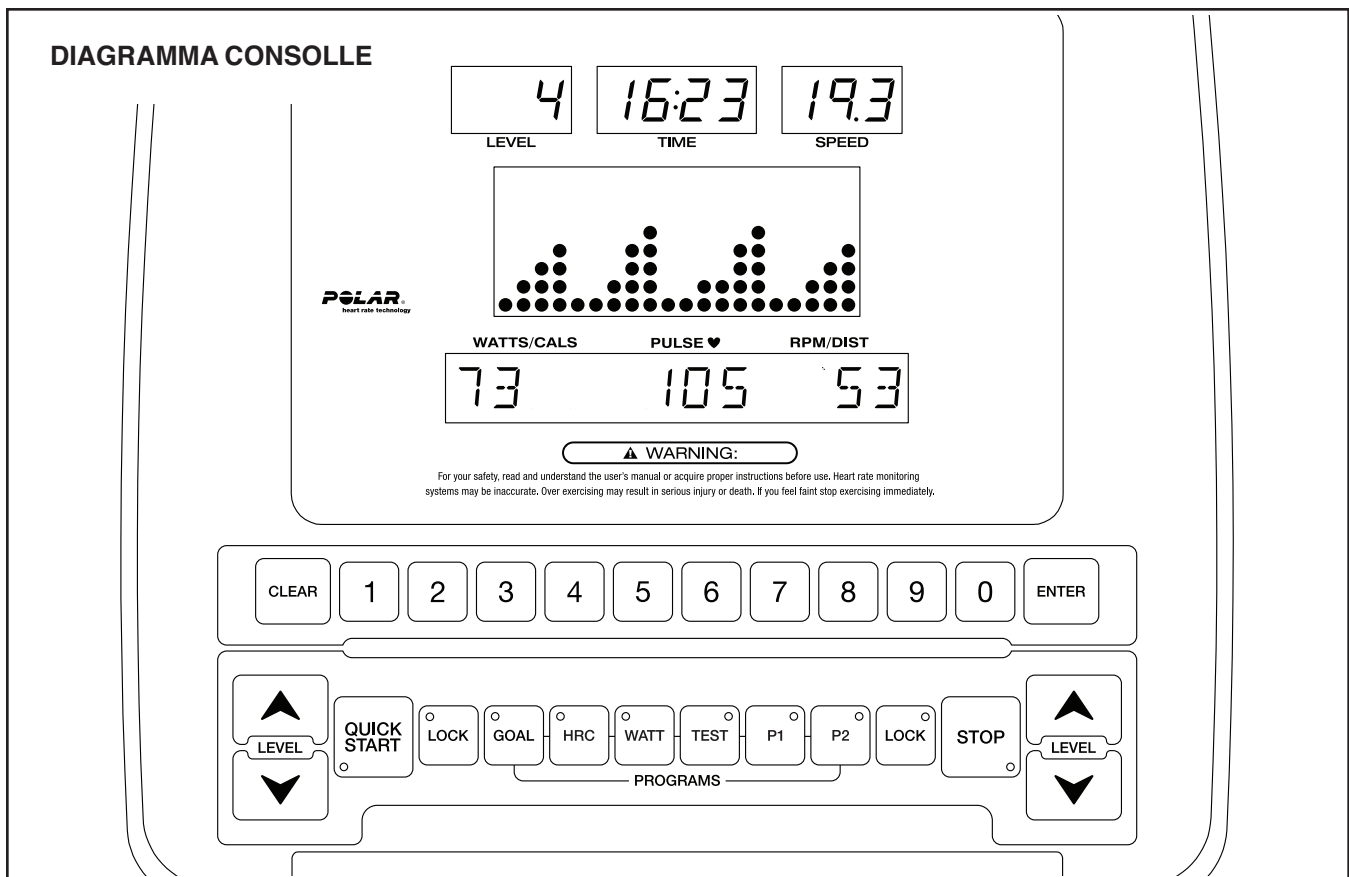 DIAGRAMMA CONSOLLE
4 16:23 19.3
LEVEL TIME SPEED
POLAR®
heart rate technology
WATTS/CALS PULSE ♥ RPM/DIST
73 105 53
⚠ WARNING:
For your safety, read and understand the user's manual or acquire proper instructions before use. Heart rate monitoring
systems may be inaccurate. Over exercising may result in serious injury or death. If you feel faint stop exercising immediately.
CLEAR 1 2 3 4 5 6 7 8 9 0 ENTER
LEVEL
QUICK
START
LOCK GOAL HRC WATT TEST P1 P2 LOCK STOP
LEVEL
PROGRAMS